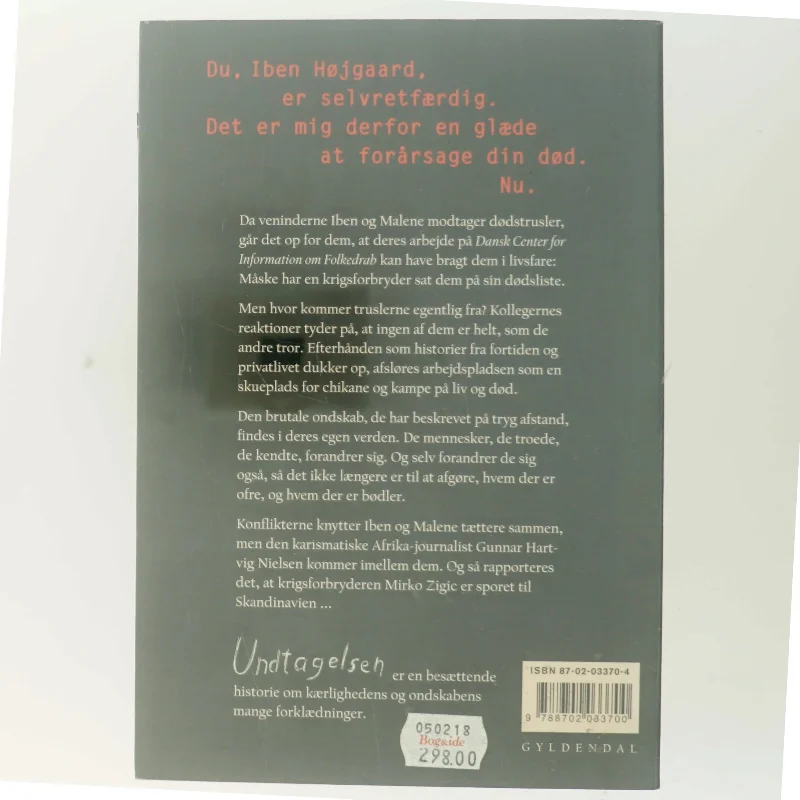 Du, Iben Højgaard,
er selvretfærdig.
Det er mig derfor en glæde
at forårsage din død.
Nu.
Da veninderne Iben og Malene modtager dødstrusler,
går det op for dem, at deres arbejde på Dansk Center for
Information om Folkedrab kan have bragt dem i livsfare:
Måske har en krigsforbryder sat dem på sin dødsliste.
Men hvor kommer truslerne egentlig fra? Kollegernes
reaktioner tyder på, at ingen af dem er helt, som de
andre tror. Efterhånden som historier fra fortiden og
privatlivet dukker op, afsløres arbejdspladsen som en
skueplads for chikane og kampe på liv og død.
Den brutale ondskab, de har beskrevet på tryg afstand,
findes i deres egen verden. De mennesker, de troede,
de kendte, forandrer sig. Og selv forandrer de sig
også, så det ikke længere er til at afgøre, hvem der er
ofre, og hvem der er bødler.
Konflikterne knytter Iben og Malene tættere sammen,
men den karismatiske Afrika-journalist Gunnar Hart-
vig Nielsen kommer imellem dem. Og så rapporteres
det, at krigsforbryderen Mirko Zigic er sporet til
Skandinavien ...
Undtagelsen er en besættende
historie om kærlighedens og ondskabens
mange forklædninger.
ISBN 87-02-03370-4
9 788702 033700
GYLDENDAL
050218
Bog&ide
298.00